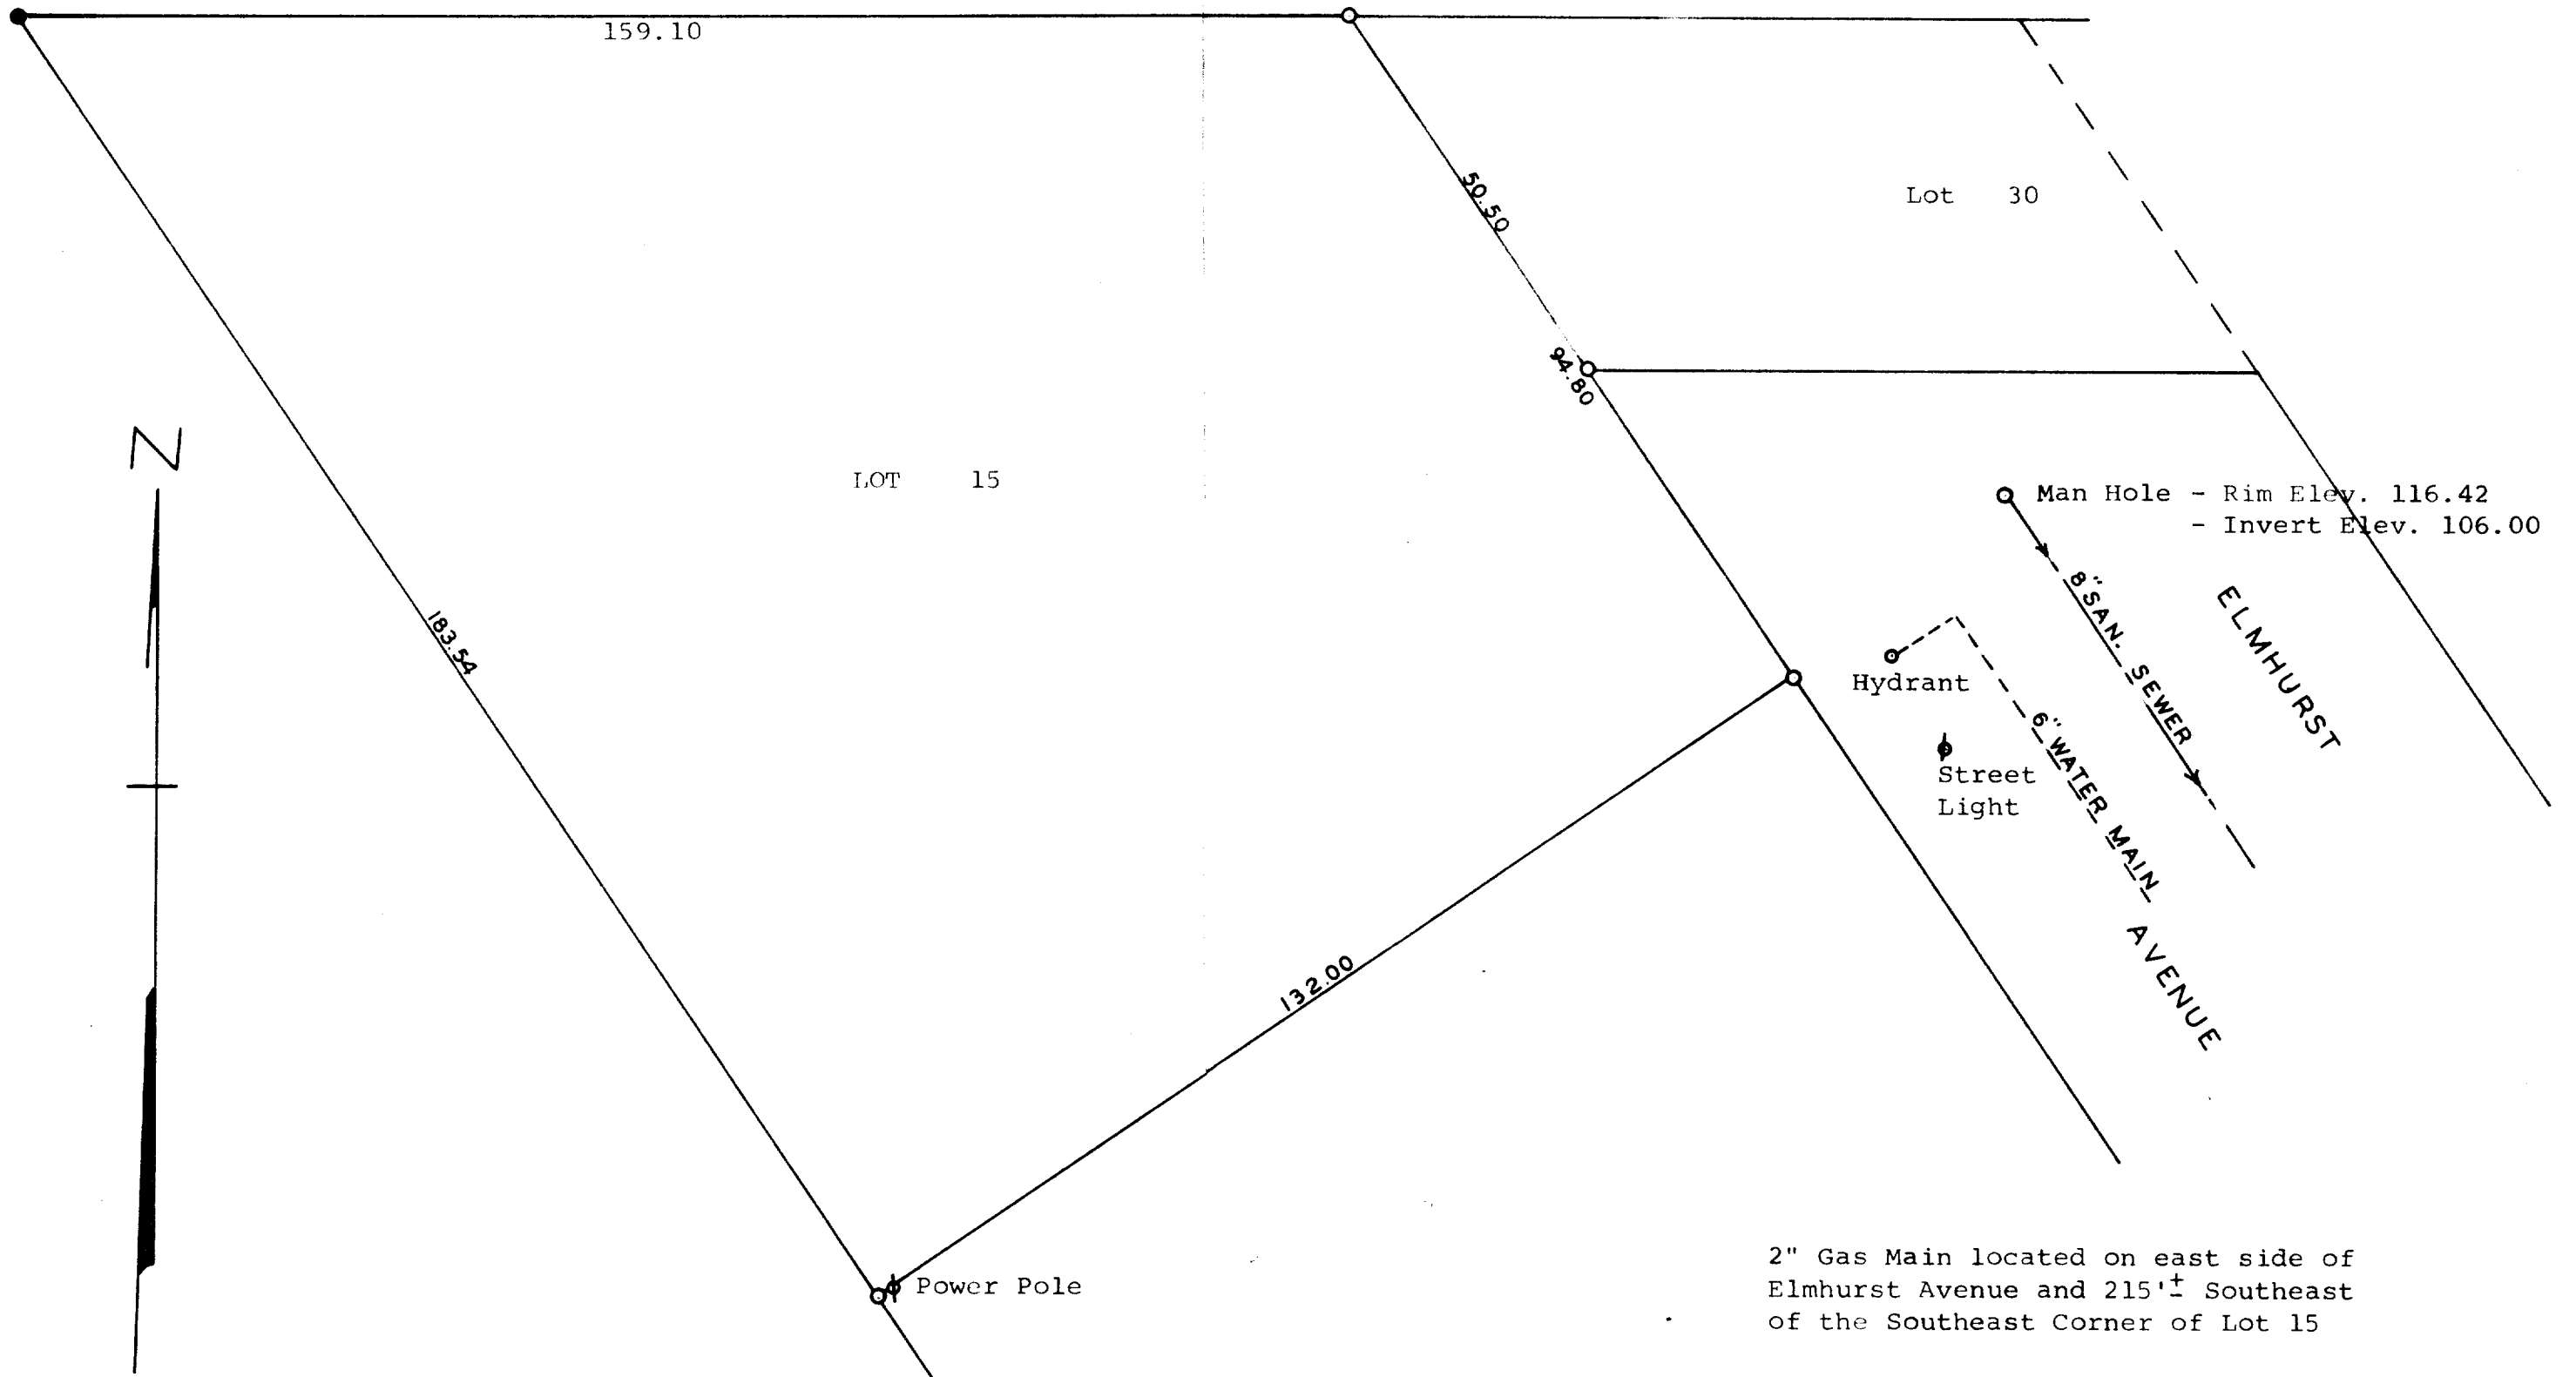 159.10
50.50
Lot 30
94.80
N
LOT 15
Man Hole - Rim Elev. 116.42
- Invert Elev. 106.00
8" SAN. SEWER
ELMHURST
183.54
Hydrant
6" WATER MAIN
Street
Light
AVENUE
132.00
Power Pole
2" Gas Main located on east side of
Elmhurst Avenue and 215'± Southeast
of the Southeast Corner of Lot 15